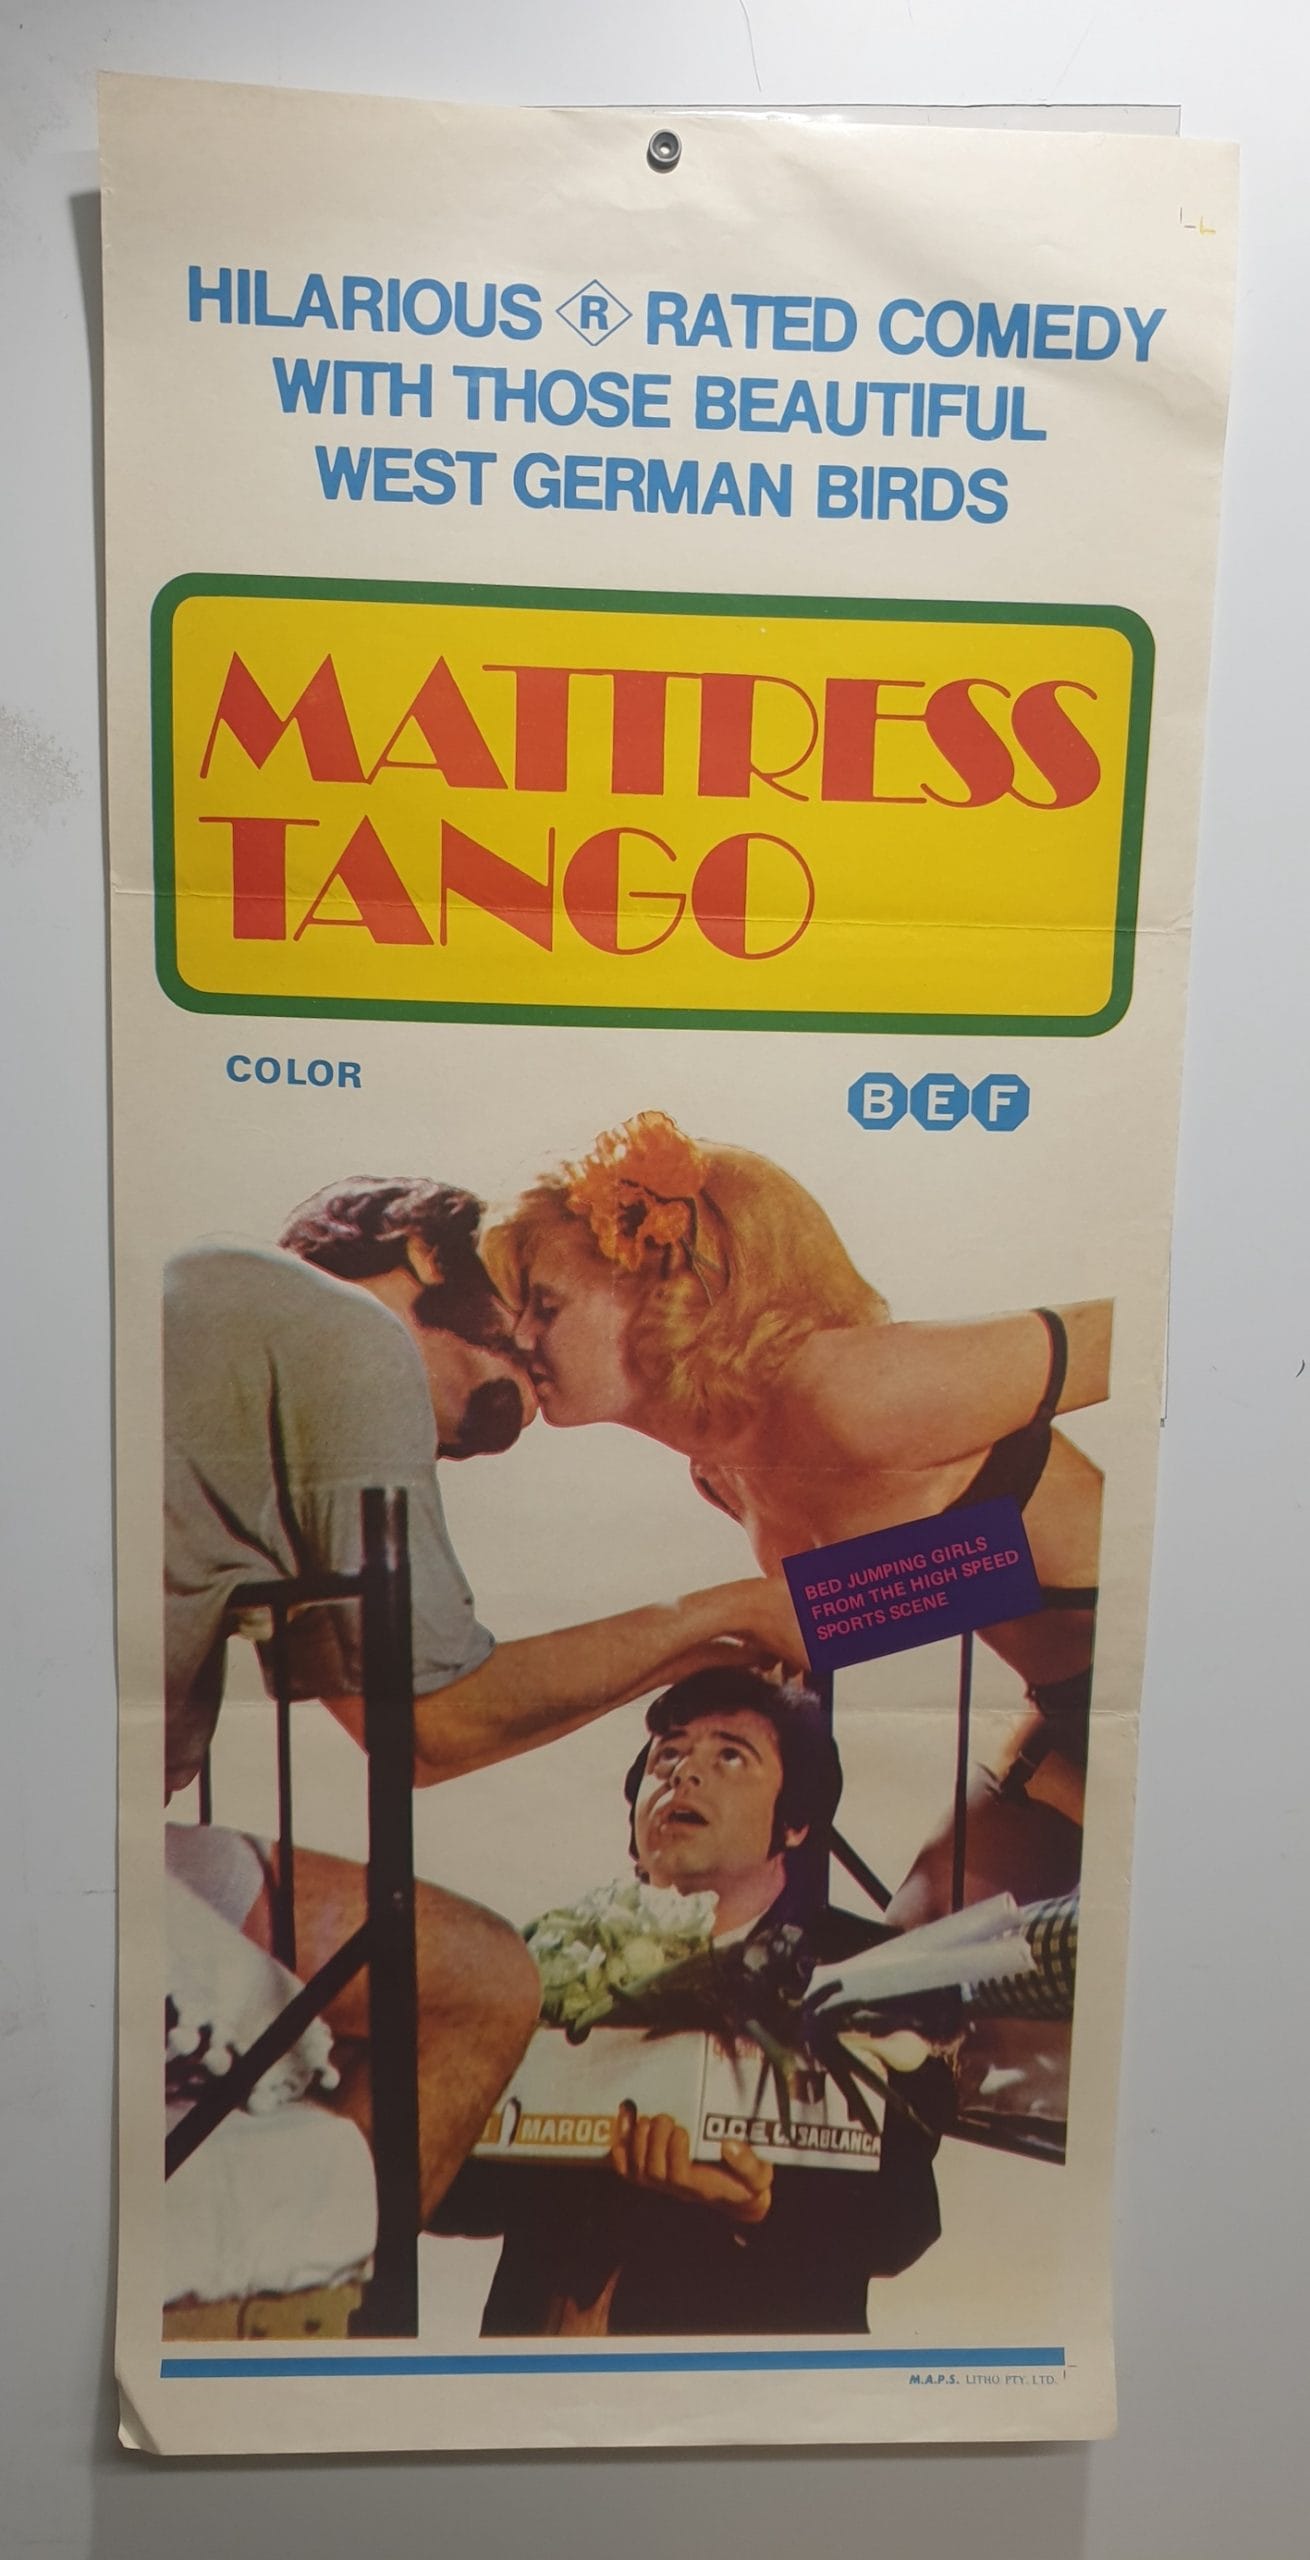 HILARIOUS R RATED COMEDY
WITH THOSE BEAUTIFUL
WEST GERMAN BIRDS
MATTRESS
TANGO
COLOR
BEF
BED JUMPING GIRLS
FROM THE HIGH SPEED
SPORTS SCENE
MAROC
M.A.P.S. LITHO PTY. LTD.